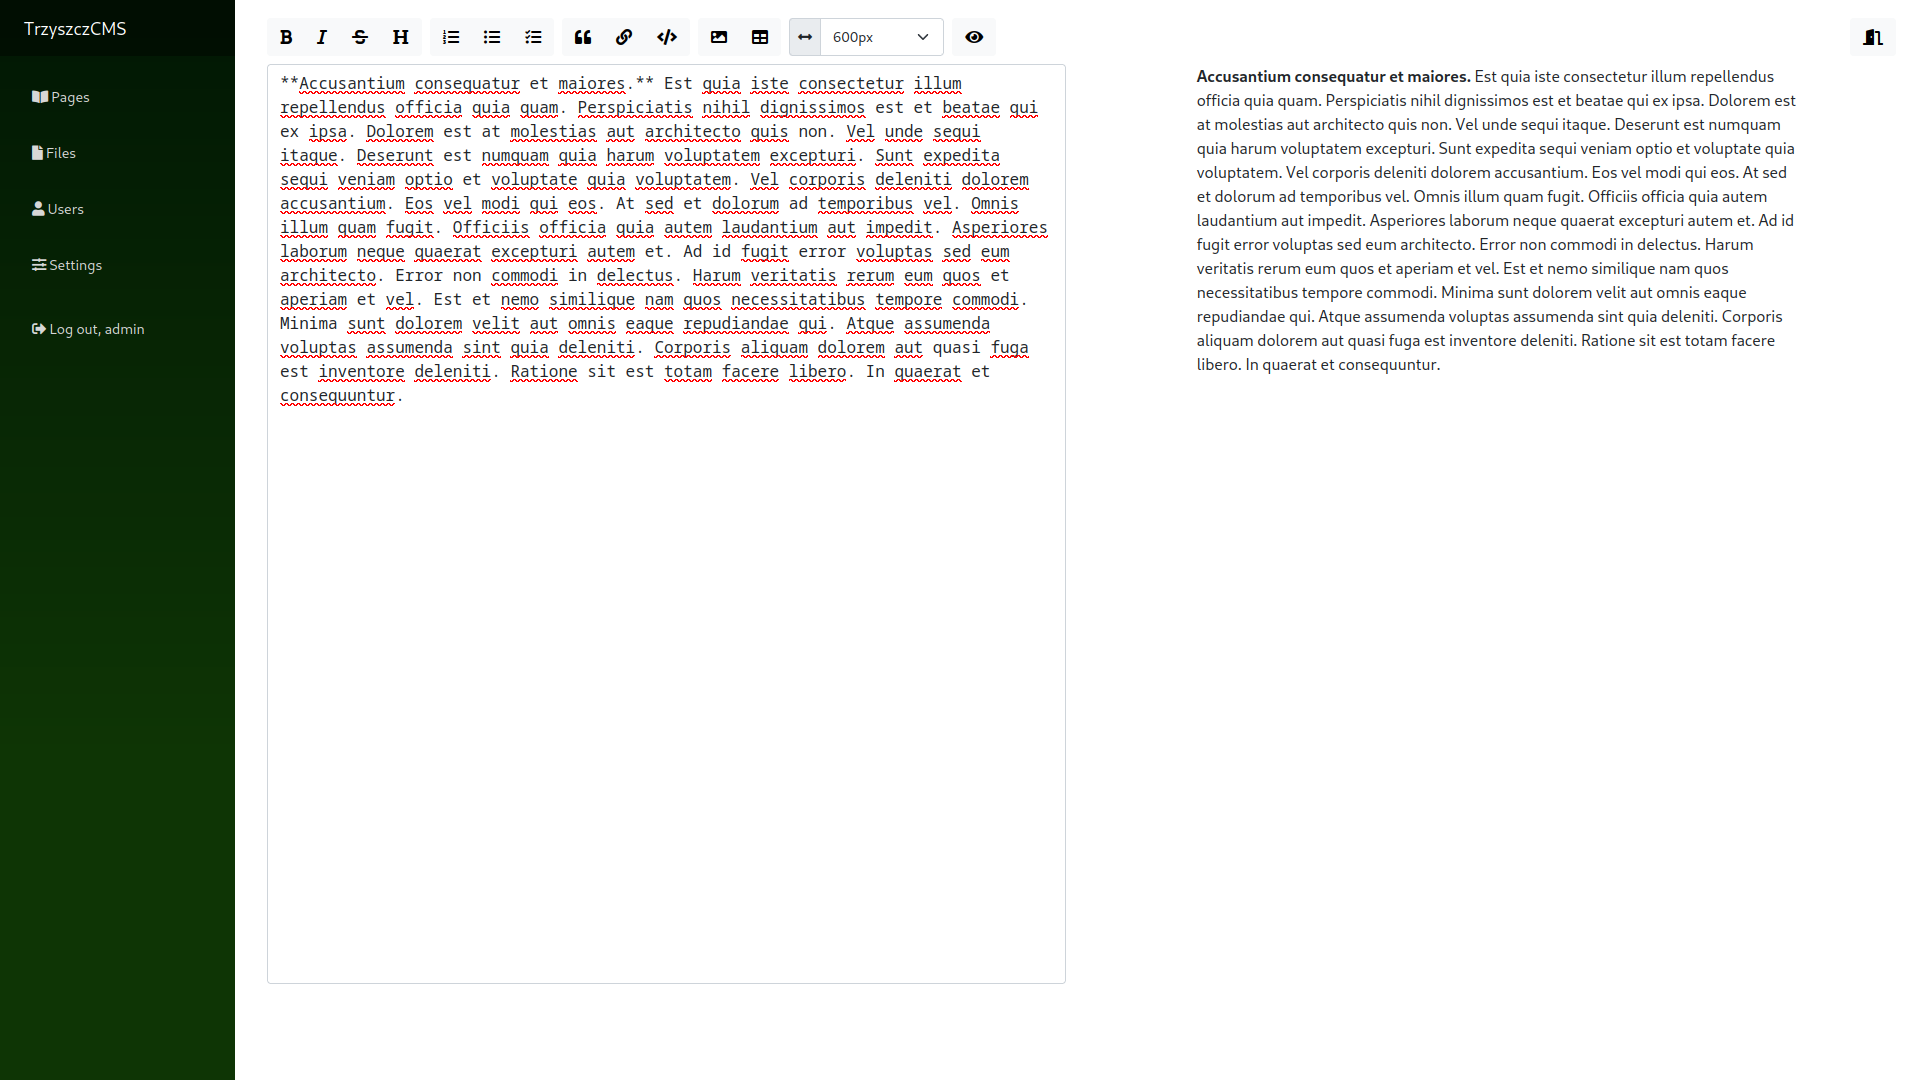 TrzyszczCMS
Pages
Files
Users
Settings
Log out, admin
B I S H
600px
**Accusantium consequatur et maiores.** Est quia iste consectetur illum
repellendus officia quia quam. Perspiciatis nihil dignissimos est et beatae qui
ex ipsa. Dolorem est at molestias aut architecto quis non. Vel unde sequi
itaque. Deserunt est numquam quia harum voluptatem excepturi. Sunt expedita
sequi veniam optio et voluptate quia voluptatem. Vel corporis deleniti dolorem
accusantium. Eos vel modi qui eos. At sed et dolorum ad temporibus vel. Omnis
illum quam fugit. Officiis officia quia autem laudantium aut impedit. Asperiores
laborum neque quaerat excepturi autem et. Ad id fugit error voluptas sed eum
architecto. Error non commodi in delectus. Harum veritatis rerum eum quos et
aperiam et vel. Est et nemo similique nam quos necessitatibus tempore commodi.
Minima sunt dolorem velit aut omnis eaque repudiandae qui. Atque assumenda
voluptas assumenda sint quia deleniti. Corporis aliquam dolorem aut quasi fuga
est inventore deleniti. Ratione sit est totam facere libero. In quaerat et
consequuntur.
Accusantium consequatur et maiores. Est quia iste consectetur illum repellendus
officia quia quam. Perspiciatis nihil dignissimos est et beatae qui ex ipsa. Dolorem est
at molestias aut architecto quis non. Vel unde sequi itaque. Deserunt est numquam
quia harum voluptatem excepturi. Sunt expedita sequi veniam optio et voluptate quia
voluptatem. Vel corporis deleniti dolorem accusantium. Eos vel modi qui eos. At sed
et dolorum ad temporibus vel. Omnis illum quam fugit. Officiis officia quia autem
laudantium aut impedit. Asperiores laborum neque quaerat excepturi autem et. Ad id
fugit error voluptas sed eum architecto. Error non commodi in delectus. Harum
veritatis rerum eum quos et aperiam et vel. Est et nemo similique nam quos
necessitatibus tempore commodi. Minima sunt dolorem velit aut omnis eaque
repudiandae qui. Atque assumenda voluptas assumenda sint quia deleniti. Corporis
aliquam dolorem aut quasi fuga est inventore deleniti. Ratione sit est totam facere
libero. In quaerat et consequuntur.